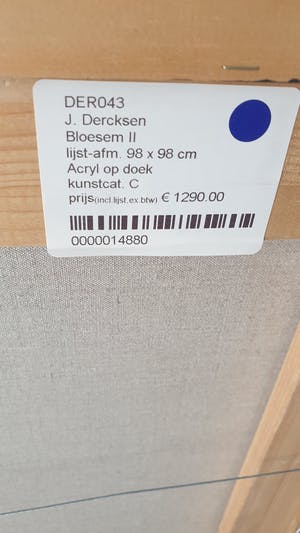 DER043
J. Dercksen
Bloesem II
lijst-afm. 98 x 98 cm
Acryl op doek
kunstcat. C
prijs(incl.lijst.ex.btw) € 1290.00
0000014880